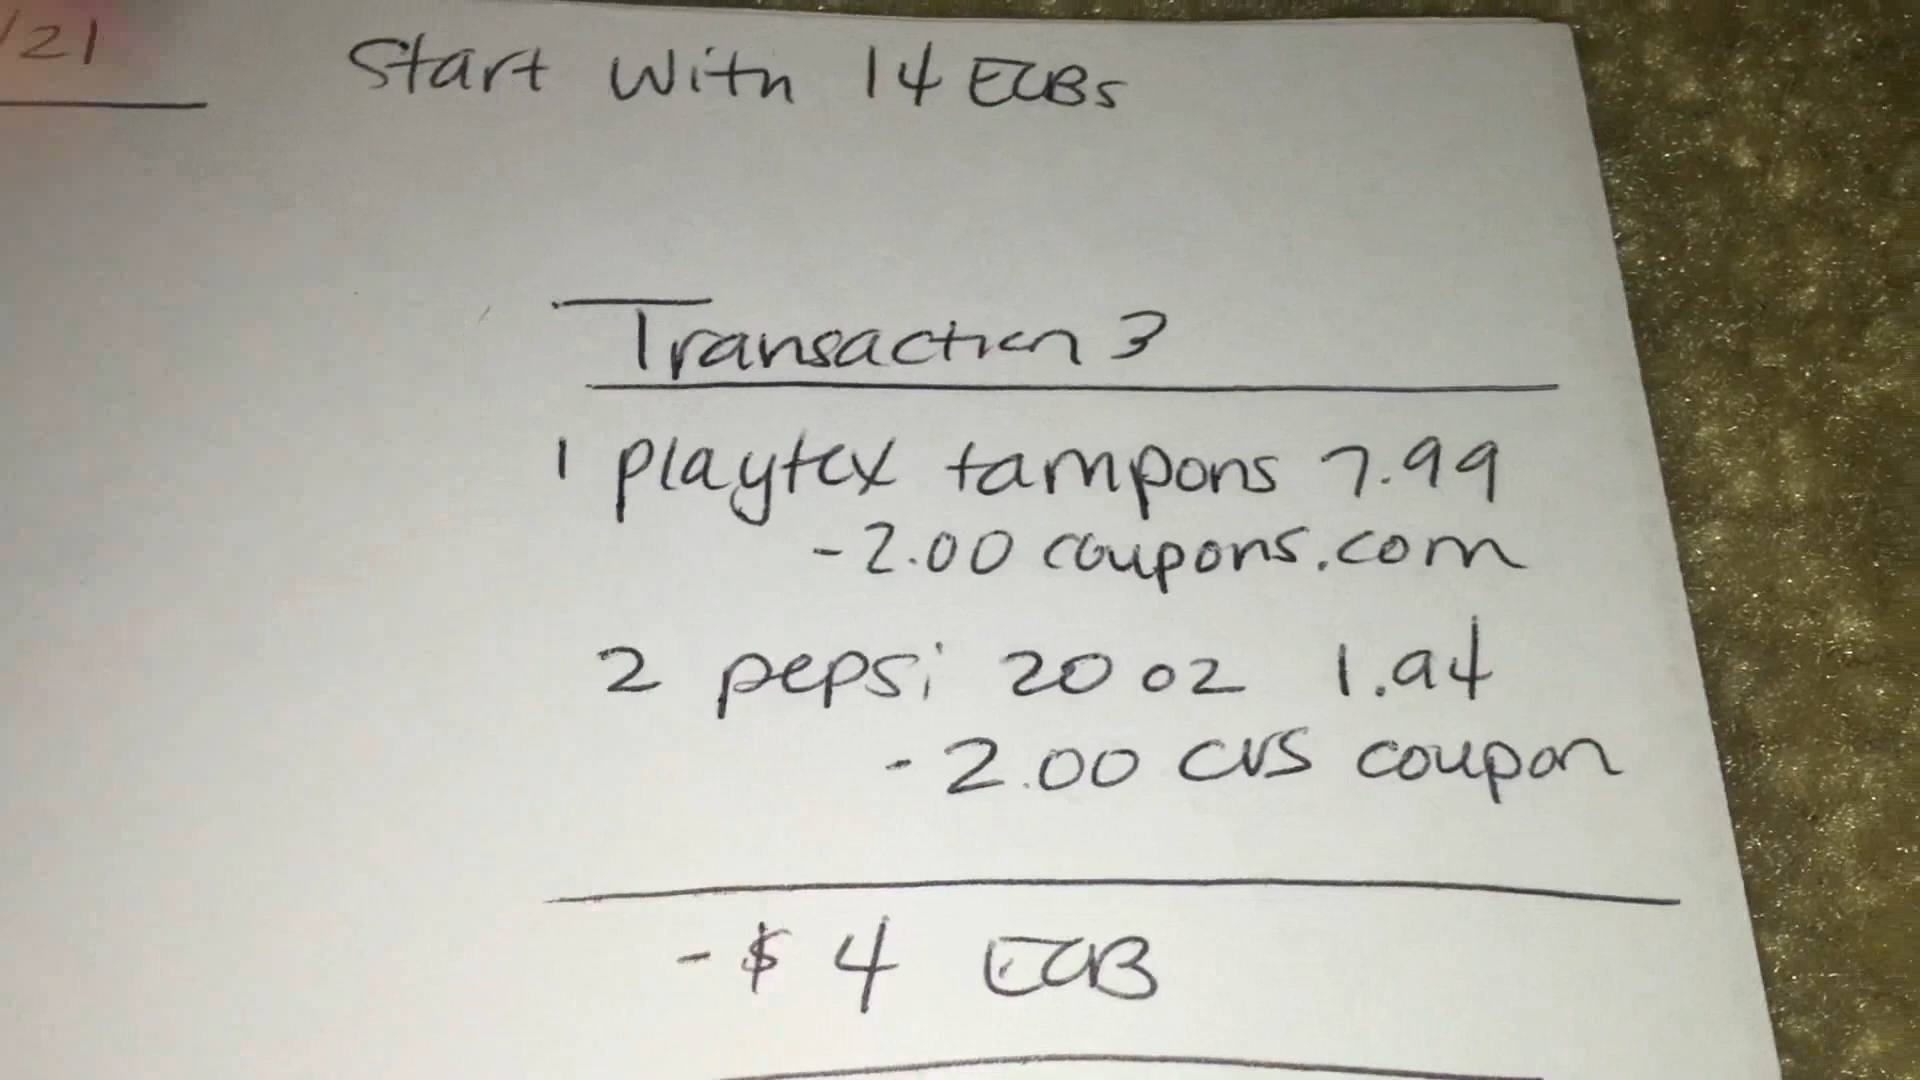 /21
Start with 14 ECBs
Transaction 3
1 playtex tampons 7.99
-2.00 coupons.com
2 pepsi 20 oz 1.94
-2.00 CVS coupon
-$4 ECB